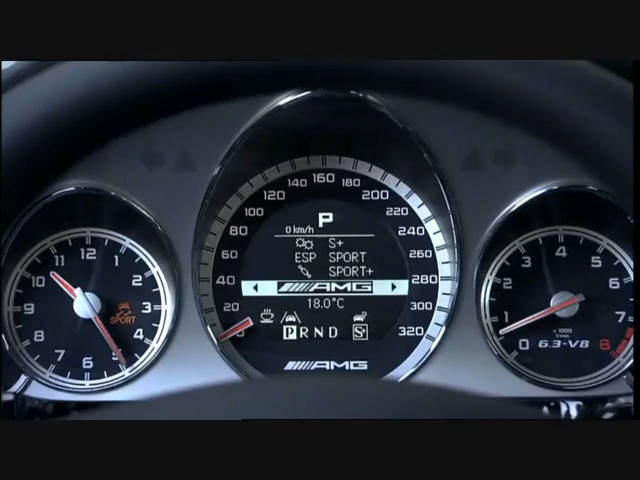 12
1
2
3
4
5
6
7
8
9
10
11
SPORT
0
20
40
60
80
100
120
140
160
180
200
220
240
260
280
300
320
P
0 km/h
S+
ESP SPORT
SPORT+
AMG
18.0°C
P R N D S+
AMG
0
1
2
3
4
5
6
7
8
x1000
1/min
6.3-V8